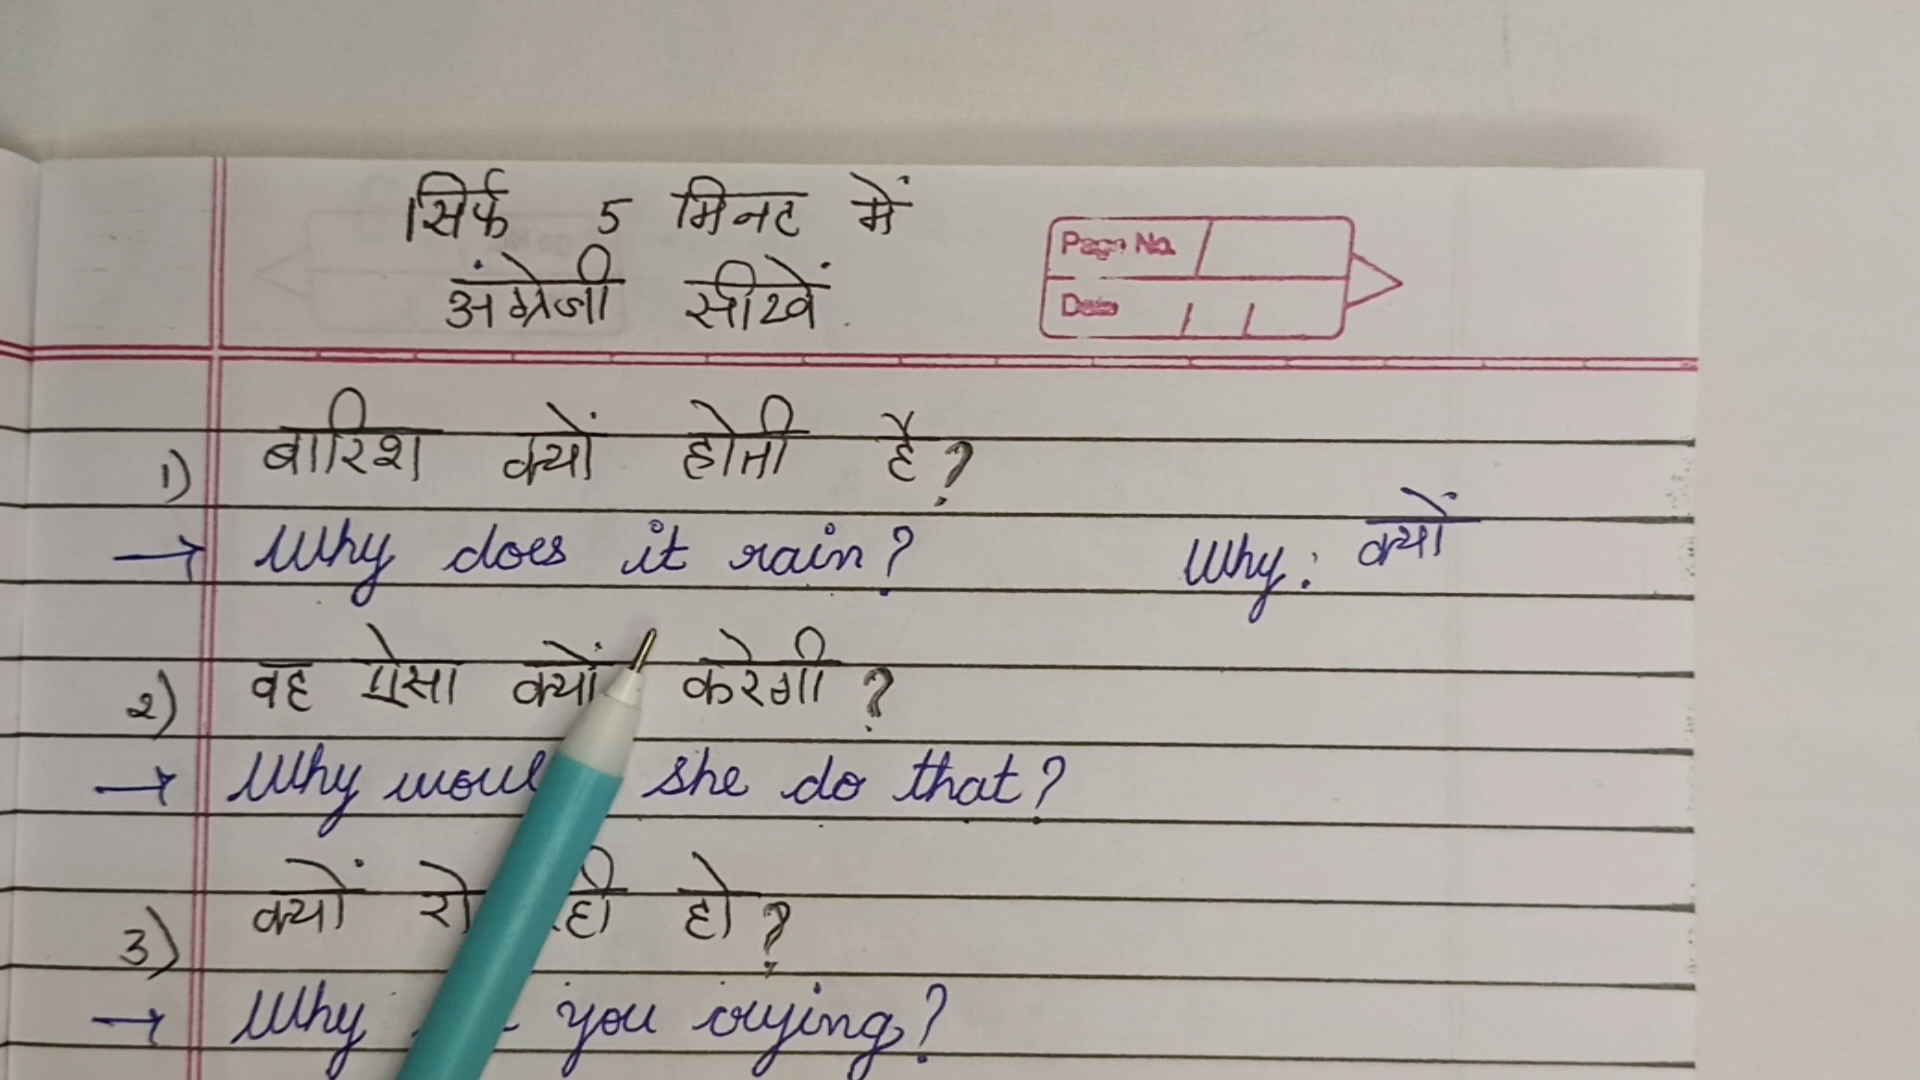 सिर्फ 5 मिनट में
अंग्रेजी सीखें.
Page No.
Date / /
1) बारिश क्यों होती है?
→ Why does it rain? Why: क्यों
2) वह ऐसा क्यों करेगी?
→ Why she do that?
3) क्यों रो हो?
→ Why you crying?